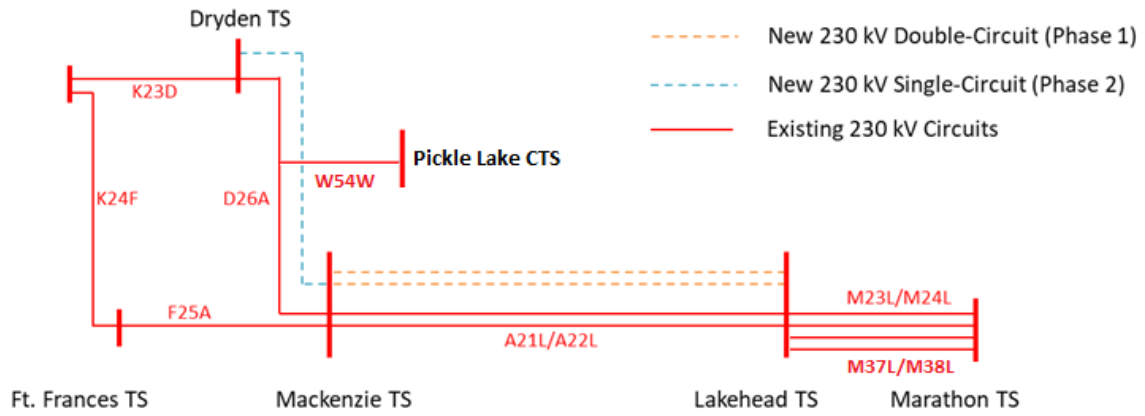 Dryden TS
New 230 kV Double-Circuit (Phase 1)
New 230 kV Single-Circuit (Phase 2)
Existing 230 kV Circuits
K23D
Pickle Lake CTS
W54W
K24F
D26A
F25A
A21L/A22L
M23L/M24L
M37L/M38L
Ft. Frances TS
Mackenzie TS
Lakehead TS
Marathon TS